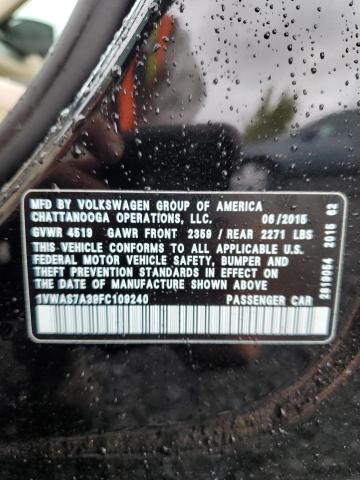 MFD BY VOLKSWAGEN GROUP OF AMERICA
CHATTANOOGA OPERATIONS, LLC. 06/2015
GVWR 4519 GAWR FRONT 2359 / REAR 2271 LBS
THIS VEHICLE CONFORMS TO ALL APPLICABLE U.S.
FEDERAL MOTOR VEHICLE SAFETY, BUMPER, AND
THEFT PREVENTION STANDARDS IN EFFECT ON
THE DATE OF MANUFACTURE SHOWN ABOVE.
1VWAS7A39FC109240 PASSENGER CAR
2519054 2015 02